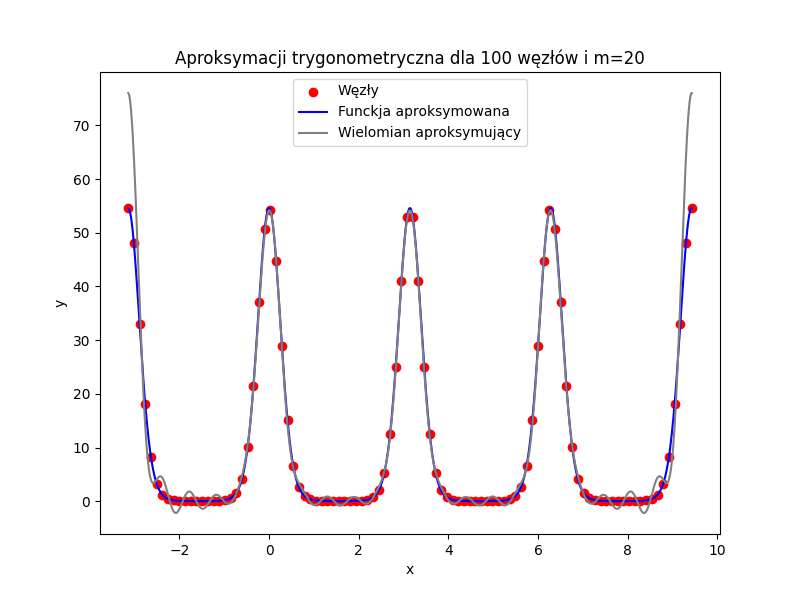 Aproksymacji trygonometryczna dla 100 węzłów i m=20
Węzły
Funckja aproksymowana
Wielomian aproksymujący
y
70
60
50
40
30
20
10
0
−2
0
2
4
6
8
10
x